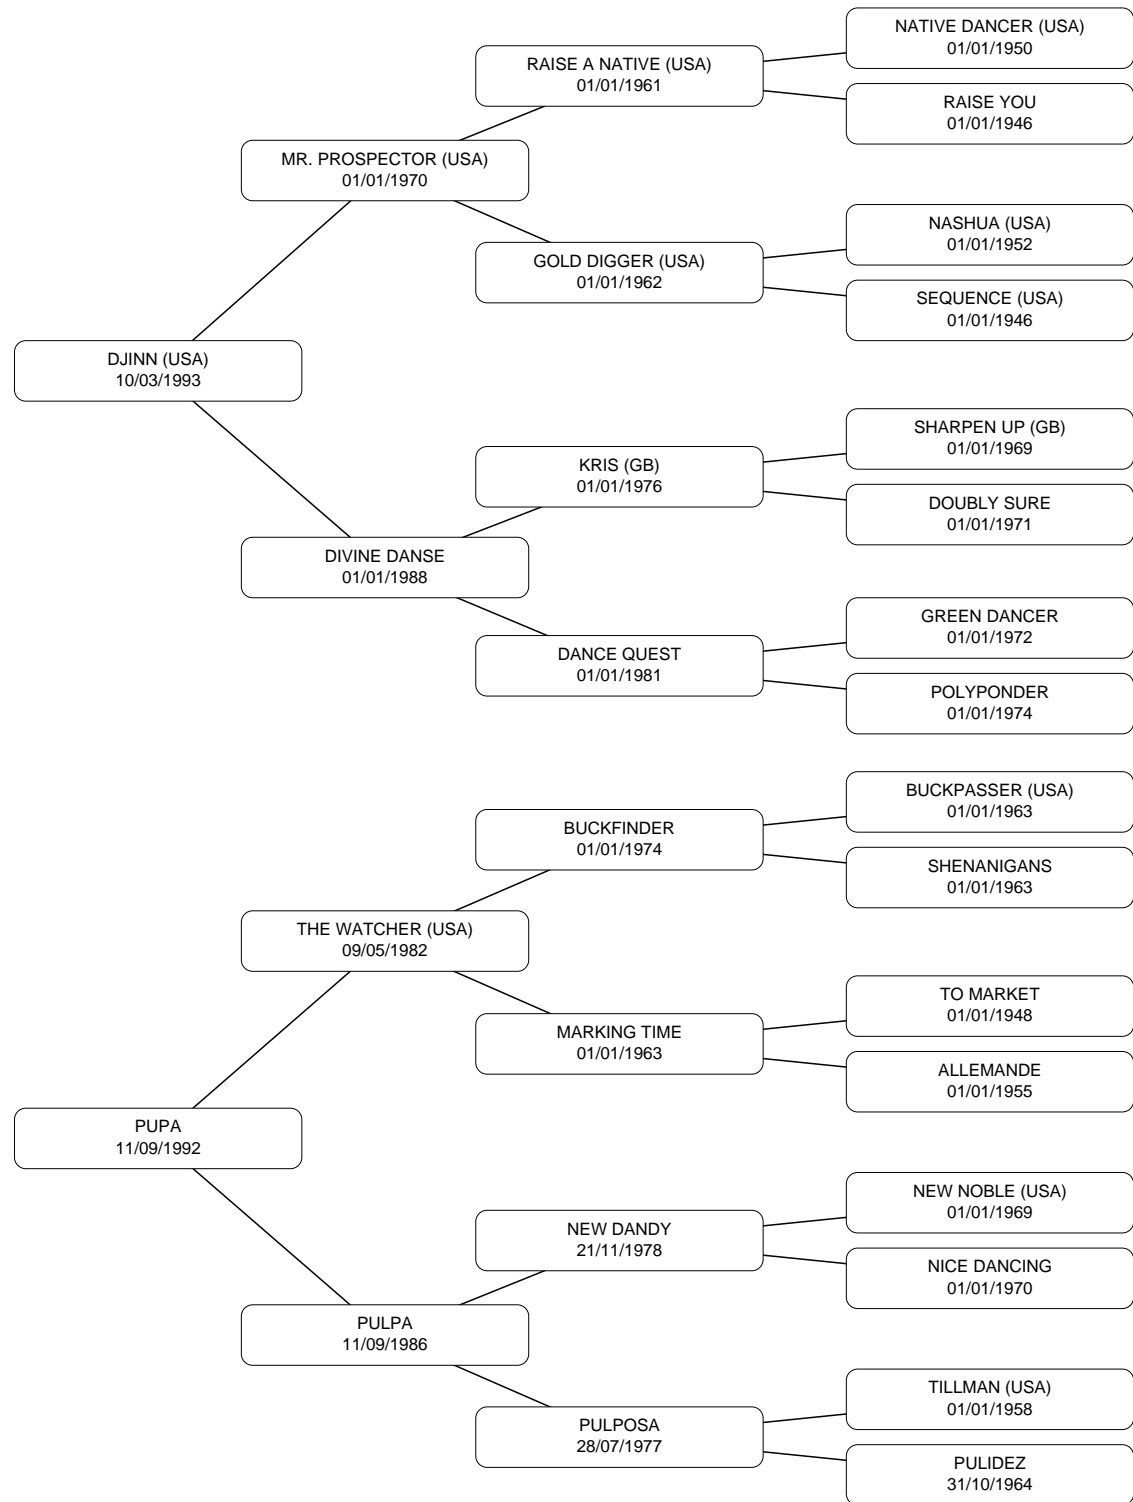 NATIVE DANCER (USA)
01/01/1950
RAISE A NATIVE (USA)
01/01/1961
RAISE YOU
01/01/1946
MR. PROSPECTOR (USA)
01/01/1970
NASHUA (USA)
01/01/1952
GOLD DIGGER (USA)
01/01/1962
SEQUENCE (USA)
01/01/1946
DJINN (USA)
10/03/1993
SHARPEN UP (GB)
01/01/1969
KRIS (GB)
01/01/1976
DOUBLY SURE
01/01/1971
DIVINE DANSE
01/01/1988
GREEN DANCER
01/01/1972
DANCE QUEST
01/01/1981
POLYPONDER
01/01/1974
BUCKPASSER (USA)
01/01/1963
BUCKFINDER
01/01/1974
SHENANIGANS
01/01/1963
THE WATCHER (USA)
09/05/1982
TO MARKET
01/01/1948
MARKING TIME
01/01/1963
ALLEMANDE
01/01/1955
PUPA
11/09/1992
NEW NOBLE (USA)
01/01/1969
NEW DANDY
21/11/1978
NICE DANCING
01/01/1970
PULPA
11/09/1986
TILLMAN (USA)
01/01/1958
PULPOSA
28/07/1977
PULIDEZ
31/10/1964